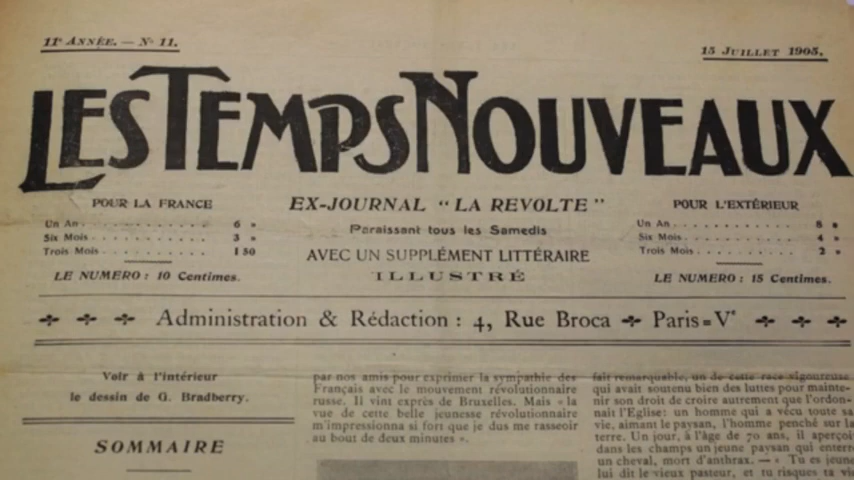 11e ANNÉE. — No 11.
15 JUILLET 1905.
LES TEMPS NOUVEAUX
POUR LA FRANCE
Un An . . . . . . . . . . 6 »
Six Mois . . . . . . . . . . 3 »
Trois Mois . . . . . . . . . . 1 50
LE NUMERO : 10 Centimes.
EX-JOURNAL "LA REVOLTE"
Paraissant tous les Samedis
AVEC UN SUPPLÉMENT LITTÉRAIRE
ILLUSTRÉ
POUR L'EXTÉRIEUR
Un An . . . . . . . . . . 8 »
Six Mois . . . . . . . . . . 4 »
Trois Mois . . . . . . . . . . 2 »
LE NUMERO : 15 Centimes.
Administration & Rédaction : 4, Rue Broca Paris=Ve
Voir à l'intérieur
le dessin de G. Bradberry.
SOMMAIRE
par nos amis pour exprimer la sympathie des
Français avec le mouvement révolutionnaire
russe. Il vint exprès de Bruxelles. Mais « la
vue de cette belle jeunesse révolutionnaire
m'impressionna si fort que je dus me rasseoir
au bout de deux minutes ».
fait remarquable, un de cette race vigoureuse
qui avait soutenu bien des luttes pour mainte-
nir son droit de croire autrement que l'ordon-
nait l'Eglise: un homme qui a vécu toute sa
vie, aimant le paysan, l'homme penché sur la
terre. Un jour, à l'âge de 70 ans, il aperçoi
dans les champs un jeune paysan qui enterre
un cheval, mort d'anthrax. — « Tu es jeune
lui dit le vieux pasteur, et tu risques ta vi